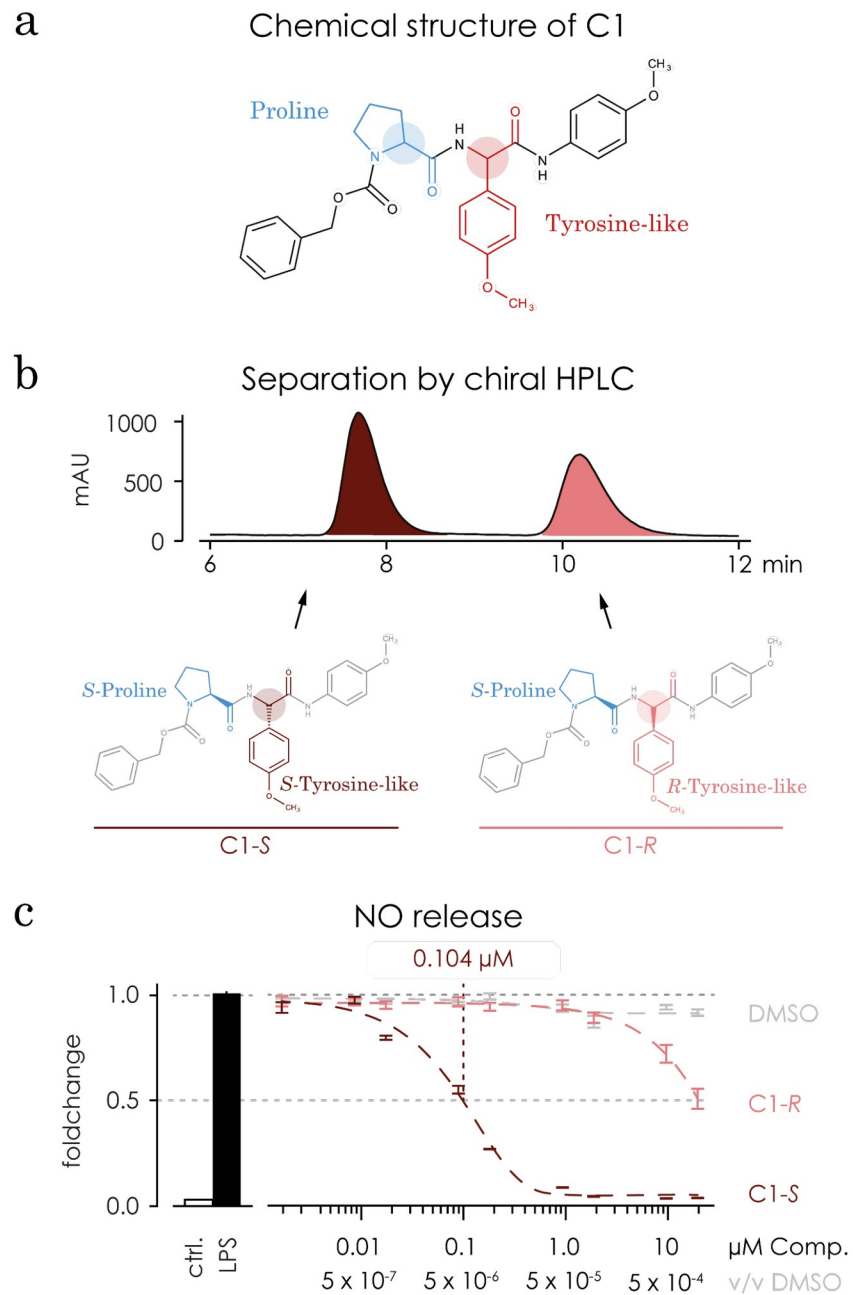 a
Chemical structure of C1
Proline
Tyrosine-like
N
O
O
O
H
N
O
N
H
O
CH₃
O
CH₃
b
Separation by chiral HPLC
mAU
1000
500
0
6 8 10 12 min
S-Proline
S-Tyrosine-like
N
O
O
O
H
N
O
N
H
O
CH₃
O
CH₃
C1-S
S-Proline
R-Tyrosine-like
N
O
O
O
H
N
O
N
H
O
CH₃
O
CH₃
C1-R
c
NO release
0.104 µM
foldchange
1.0
0.5
0.0
DMSO
C1-R
C1-S
ctrl.
LPS
0.01 0.1 1.0 10 µM Comp.
5 x 10⁻⁷ 5 x 10⁻⁶ 5 x 10⁻⁵ 5 x 10⁻⁴ v/v DMSO